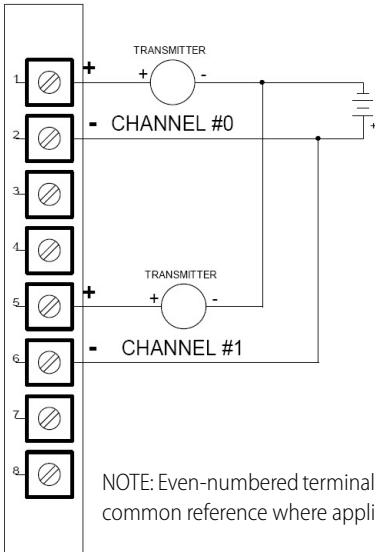 TRANSMITTER
1 + + -
2 - CHANNEL #0
+
3
4
TRANSMITTER
5 + + -
6 - CHANNEL #1
7
8
NOTE: Even-numbered terminal
common reference where appli